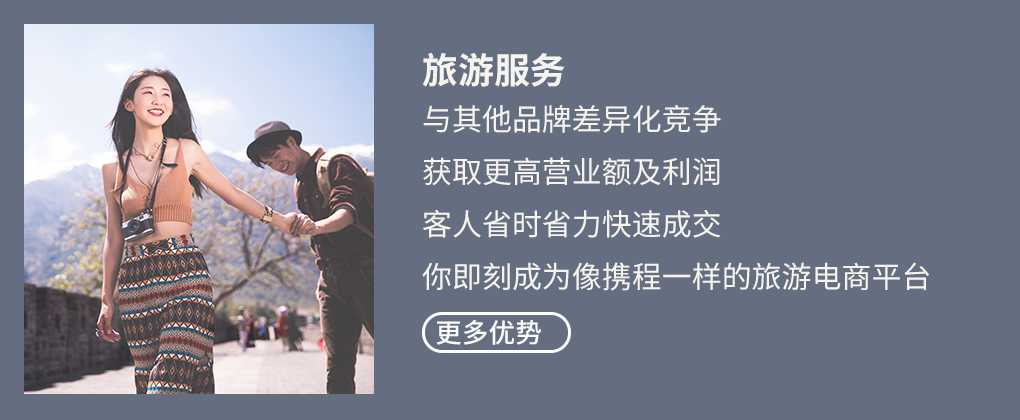 旅游服务
与其他品牌差异化竞争
获取更高营业额及利润
客人省时省力快速成交
你即刻成为像携程一样的旅游电商平台
更多优势